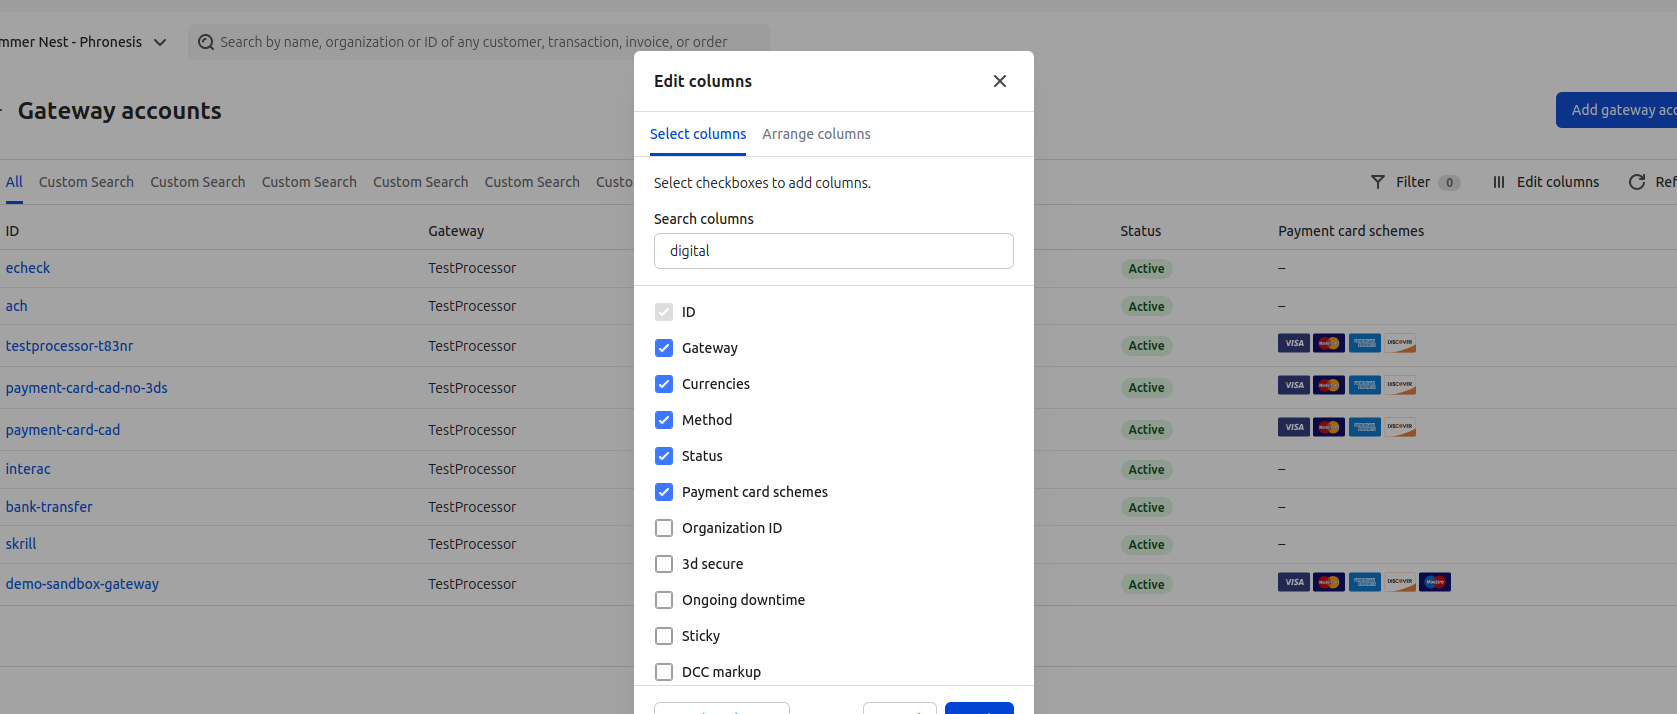 mmer Nest - Phronesis
Search by name, organization or ID of any customer, transaction, invoice, or order
Gateway accounts
Add gateway acc
All Custom Search Custom Search Custom Search Custom Search Custom Search Custo
Filter 0 Edit columns Ref
ID Gateway Status Payment card schemes
echeck TestProcessor Active –
ach TestProcessor Active –
testprocessor-t83nr TestProcessor Active VISA DISCOVER
payment-card-cad-no-3ds TestProcessor Active VISA DISCOVER
payment-card-cad TestProcessor Active VISA DISCOVER
interac TestProcessor Active –
bank-transfer TestProcessor Active –
skrill TestProcessor Active –
demo-sandbox-gateway TestProcessor Active VISA DISCOVER
Edit columns
Select columns Arrange columns
Select checkboxes to add columns.
Search columns
digital
ID
Gateway
Currencies
Method
Status
Payment card schemes
Organization ID
3d secure
Ongoing downtime
Sticky
DCC markup